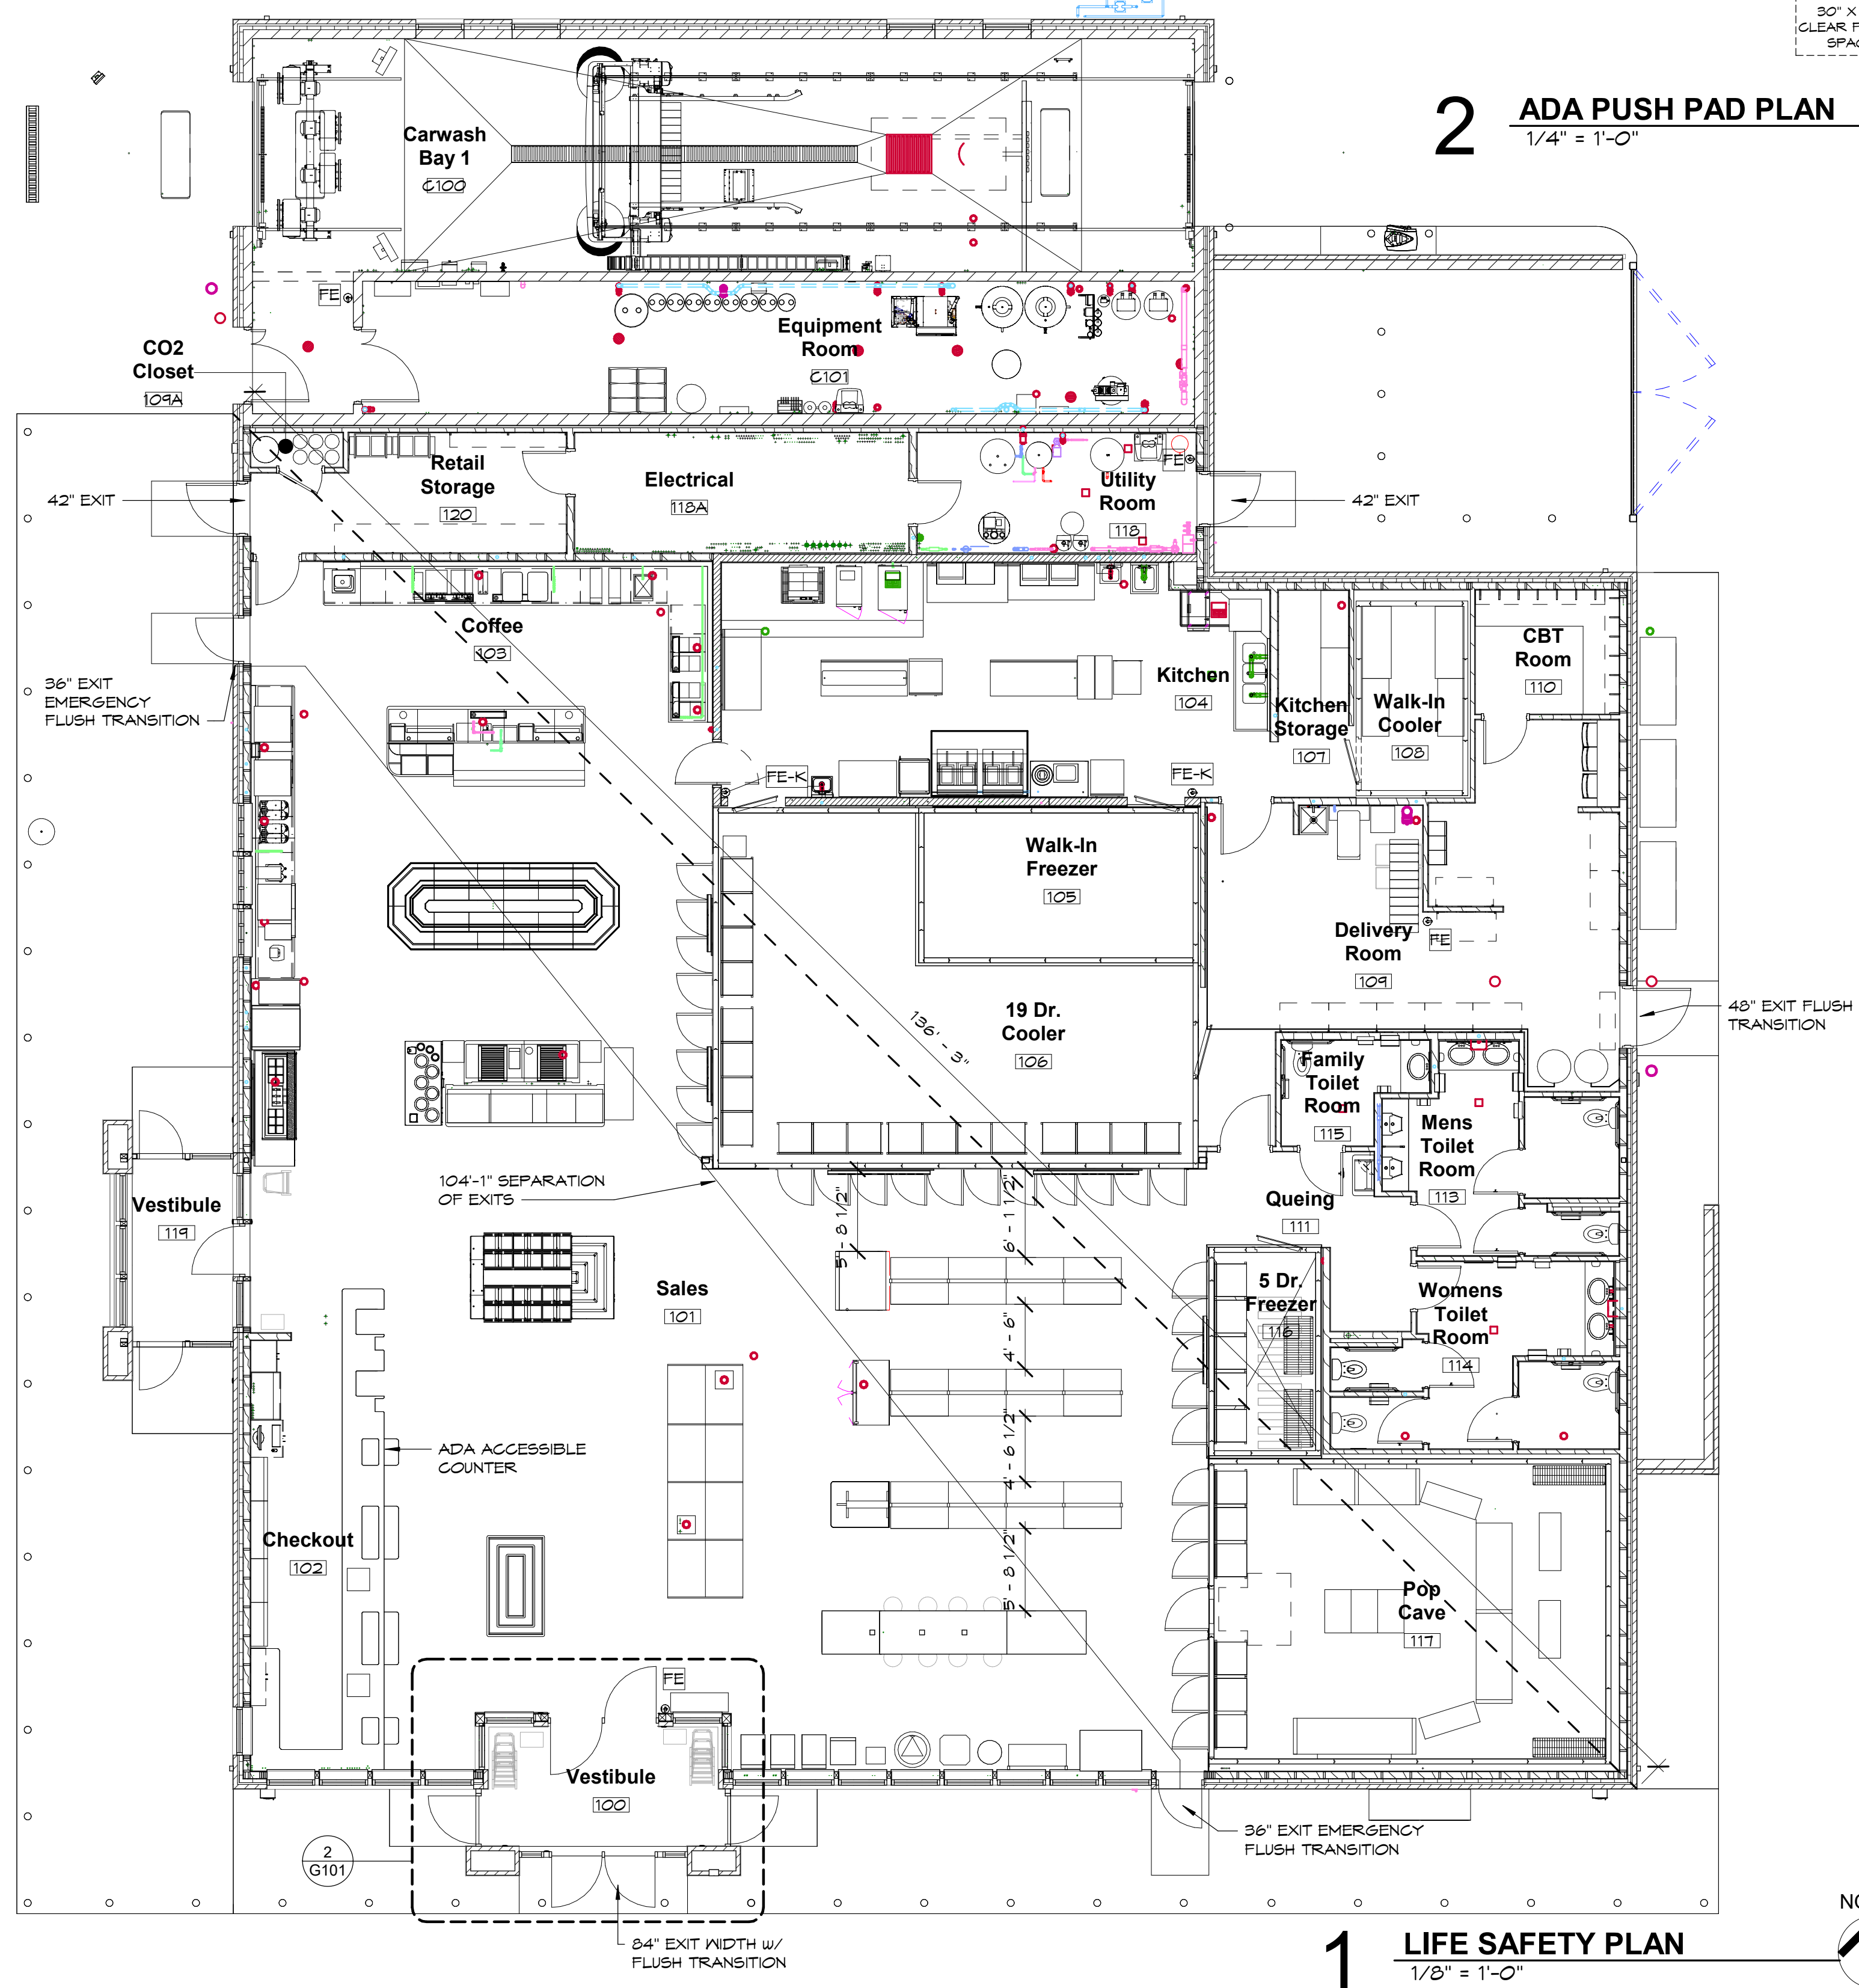 30" X
CLEAR F
SPAC
2
ADA PUSH PAD PLAN
1/4" = 1'-0"
Carwash
Bay 1
C100
FE
Equipment
Room
C101
CO2
Closet
109A
Retail
Storage
120
Electrical
118A
FE
Utility
Room
118
42" EXIT
42" EXIT
Coffee
103
36" EXIT
EMERGENCY
FLUSH TRANSITION
Kitchen
104
Kitchen
Storage
107
Walk-In
Cooler
108
CBT
Room
110
FE-K
FE-K
Walk-In
Freezer
105
Delivery
Room
109
FE
48" EXIT FLUSH
TRANSITION
136' - 3"
19 Dr.
Cooler
106
Family
Toilet
Room
115
Mens
Toilet
Room
113
104'-1" SEPARATION
OF EXITS
Vestibule
119
Queing
111
5' - 8 1/2"
6' - 1 1/2"
Sales
101
5 Dr.
Freezer
116
Womens
Toilet
Room
114
4' - 6"
4' - 6 1/2"
ADA ACCESSIBLE
COUNTER
Checkout
102
5' - 8 1/2"
Pop
Cave
117
FE
Vestibule
100
2
G101
36" EXIT EMERGENCY
FLUSH TRANSITION
84" EXIT WIDTH W/
FLUSH TRANSITION
NO
1
LIFE SAFETY PLAN
1/8" = 1'-0"